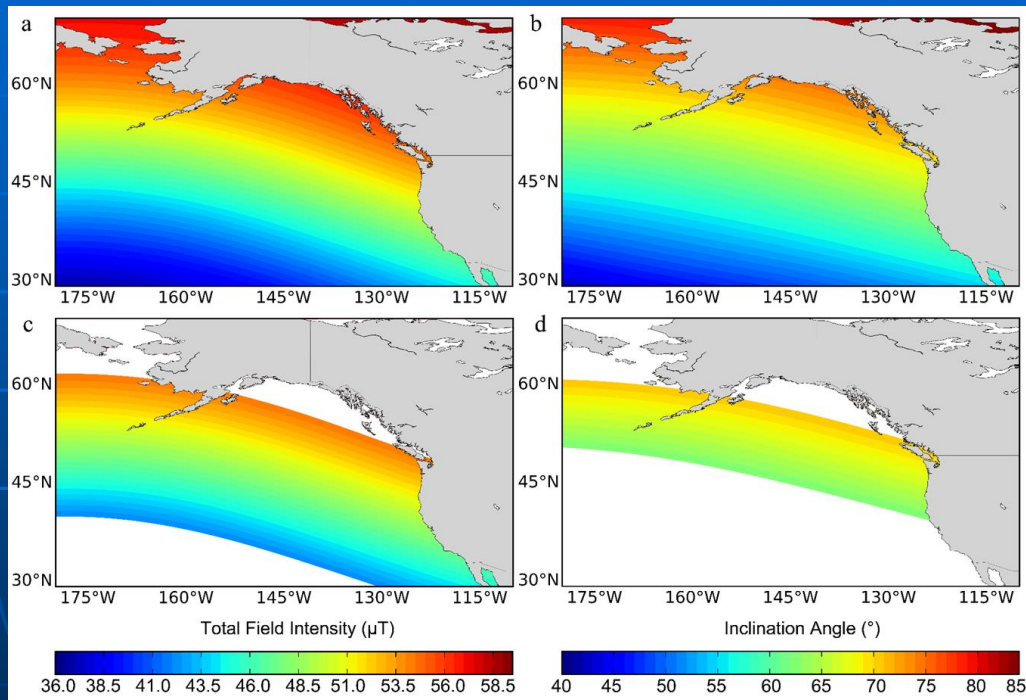 a
b
60°N
60°N
45°N
45°N
30°N
30°N
175°W 160°W 145°W 130°W 115°W
175°W 160°W 145°W 130°W 115°W
c
d
60°N
60°N
45°N
45°N
30°N
30°N
175°W 160°W 145°W 130°W 115°W
175°W 160°W 145°W 130°W 115°W
Total Field Intensity (µT)
Inclination Angle (°)
36.0 38.5 41.0 43.5 46.0 48.5 51.0 53.5 56.0 58.5
40 45 50 55 60 65 70 75 80 85